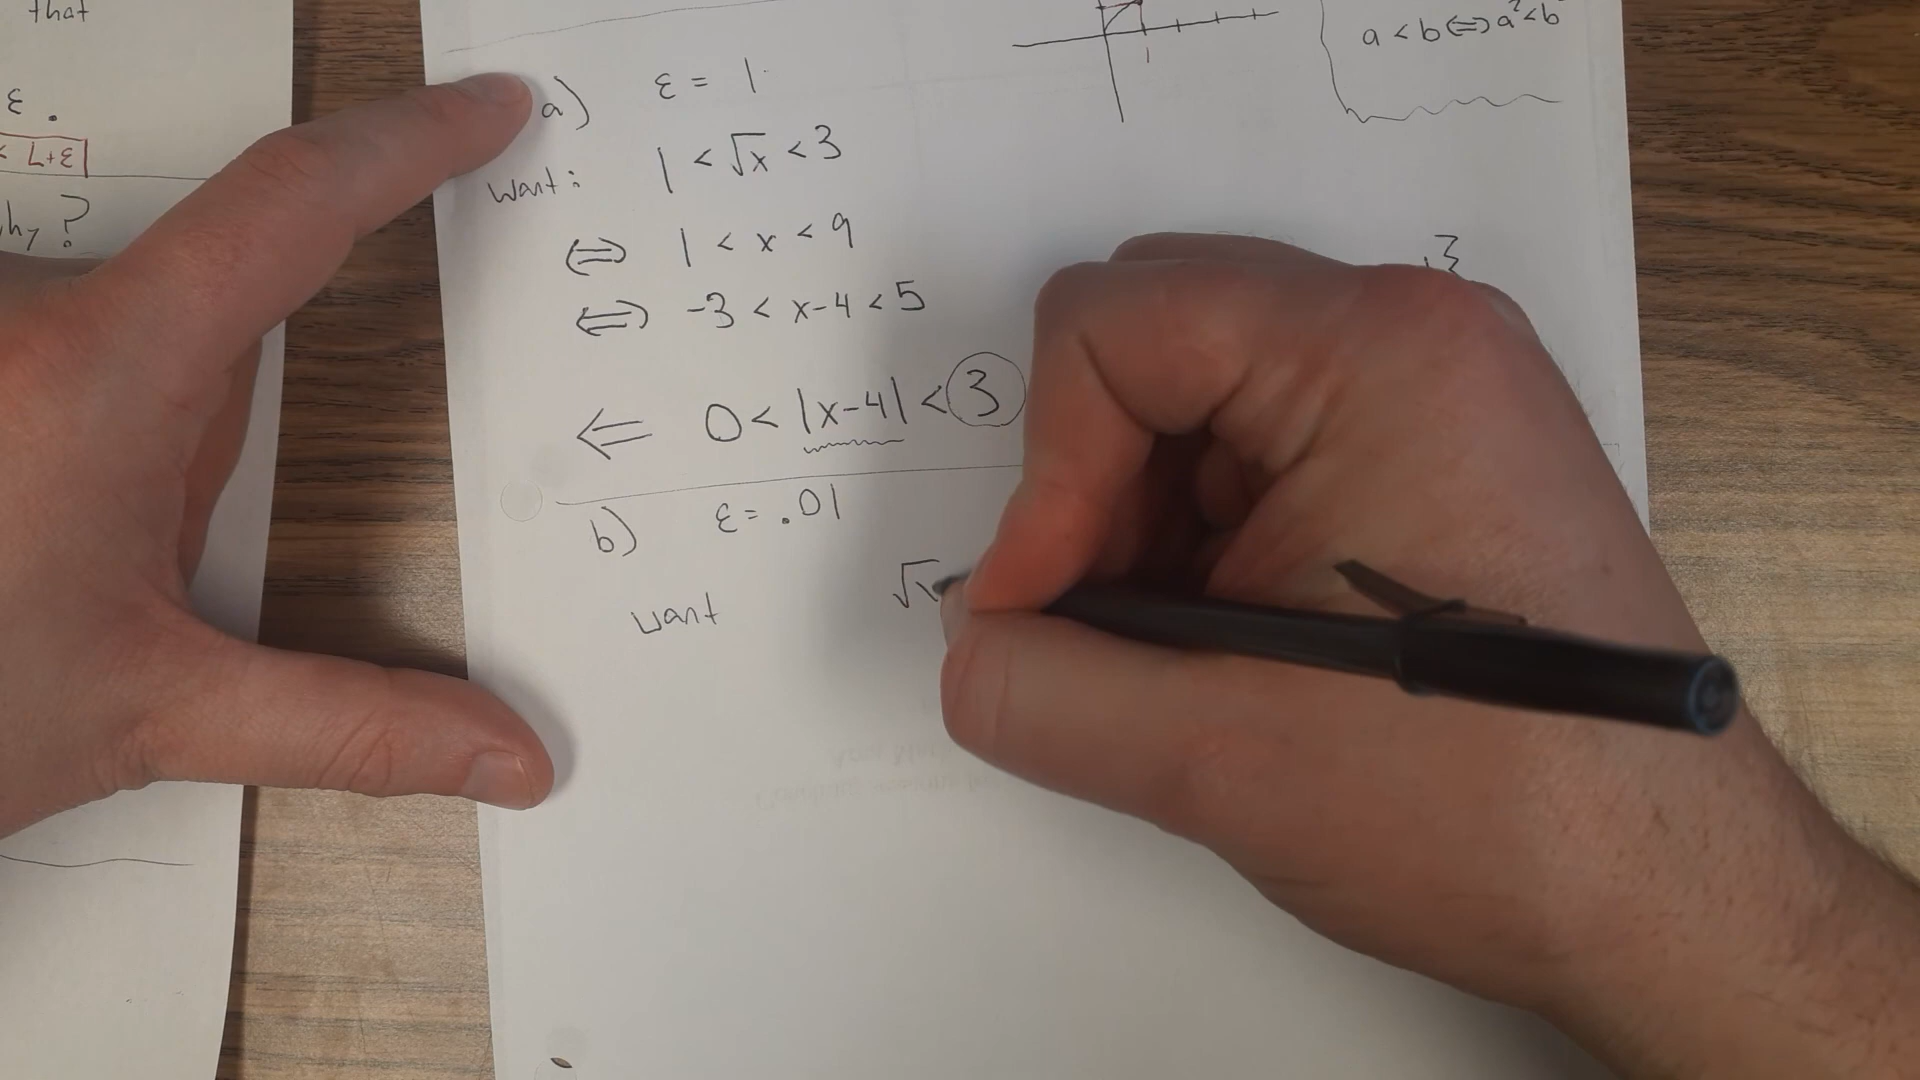 that
ε.
< L+ε
hy?
a < b ⟺ a² < b
1
a) ε = 1
Want: 1 < √x < 3
⟺ 1 < x < 9
⟺ -3 < x-4 < 5
⟸ 0 < |x-4| < 3
b) ε = .01
want √x